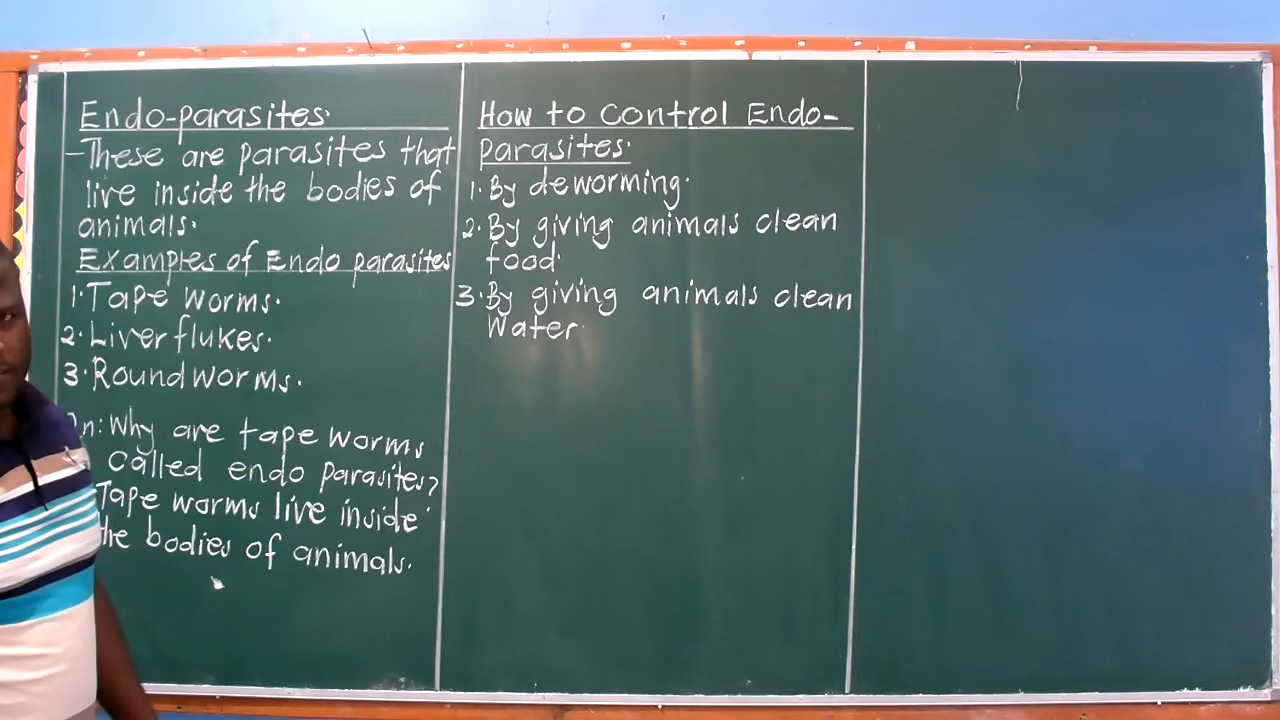 Endo-parasites.
-These are parasites that
live inside the bodies of
animals.
Examples of Endo parasites
1. Tape worms.
2. Liver flukes.
3. Round worms.
n: Why are tape worms
called endo parasites?
Tape worms live inside
the bodies of animals.
How to Control Endo-
parasites.
1. By deworming.
2. By giving animals clean
food.
3. By giving animals clean
Water.